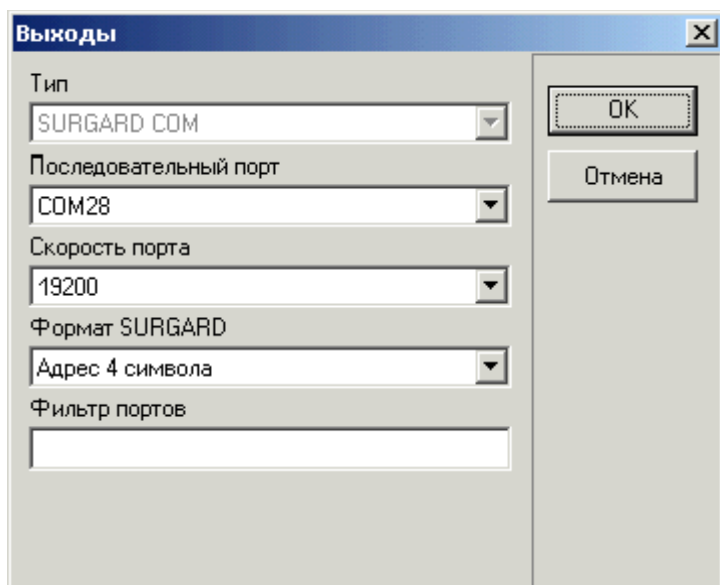 Выходы
Тип
SURGARD COM
Последовательный порт
COM28
Скорость порта
19200
Формат SURGARD
Адрес 4 символа
Фильтр портов
OK
Отмена